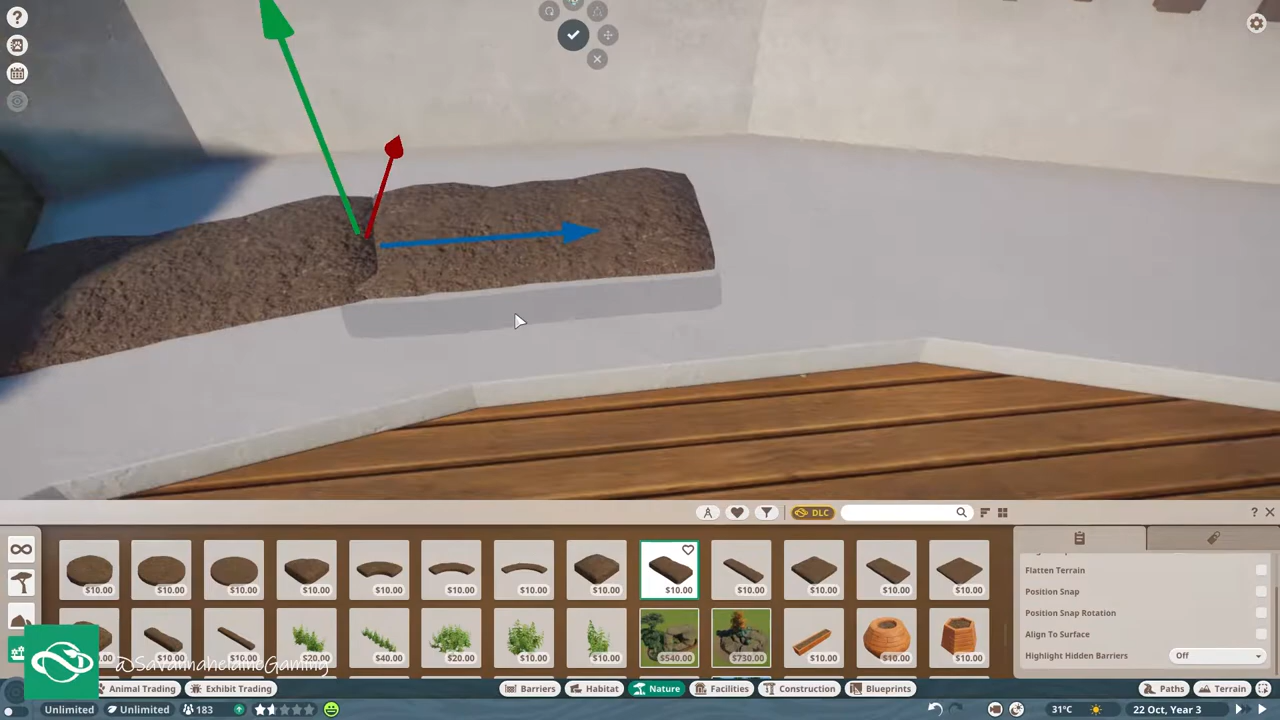 DLC
$10.00 $10.00 $10.00 $10.00 $10.00 $10.00 $10.00 $10.00 $10.00 $10.00 $10.00 $10.00 $10.00
$10.00 $10.00 $20.00 $40.00 $20.00 $10.00 $10.00 $540.00 $730.00 $10.00 $10.00 $10.00
Flatten Terrain
Position Snap
Position Snap Rotation
Align To Surface
Highlight Hidden Barriers Off
@SavannahelaineGaming
Animal Trading Exhibit Trading Barriers Habitat Nature Facilities Construction Blueprints Paths Terrain
Unlimited Unlimited 183 31°C 22 Oct, Year 3